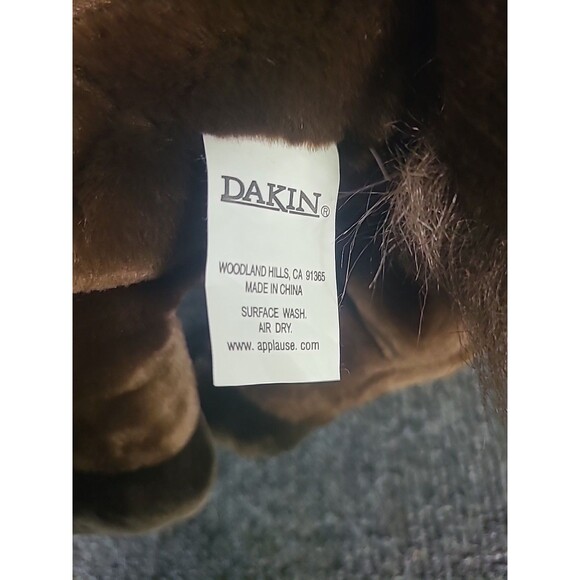 DAKIN®
WOODLAND HILLS, CA 91365
MADE IN CHINA
SURFACE WASH.
AIR DRY.
www. applause. com